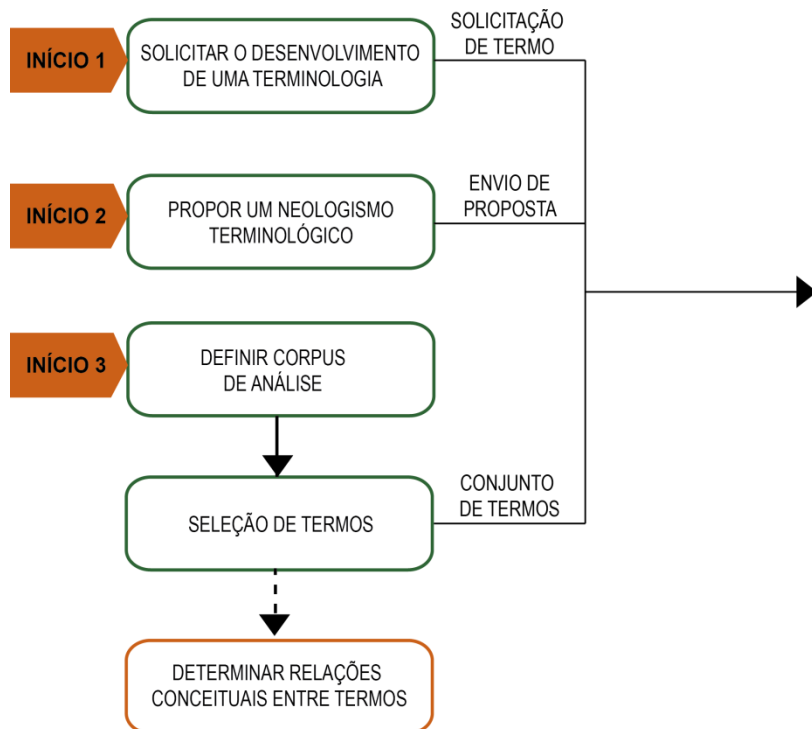 INÍCIO 1
SOLICITAR O DESENVOLVIMENTO
DE UMA TERMINOLOGIA
SOLICITAÇÃO
DE TERMO
INÍCIO 2
PROPOR UM NEOLOGISMO
TERMINOLÓGICO
ENVIO DE
PROPOSTA
INÍCIO 3
DEFINIR CORPUS
DE ANÁLISE
SELEÇÃO DE TERMOS
CONJUNTO
DE TERMOS
DETERMINAR RELAÇÕES
CONCEITUAIS ENTRE TERMOS